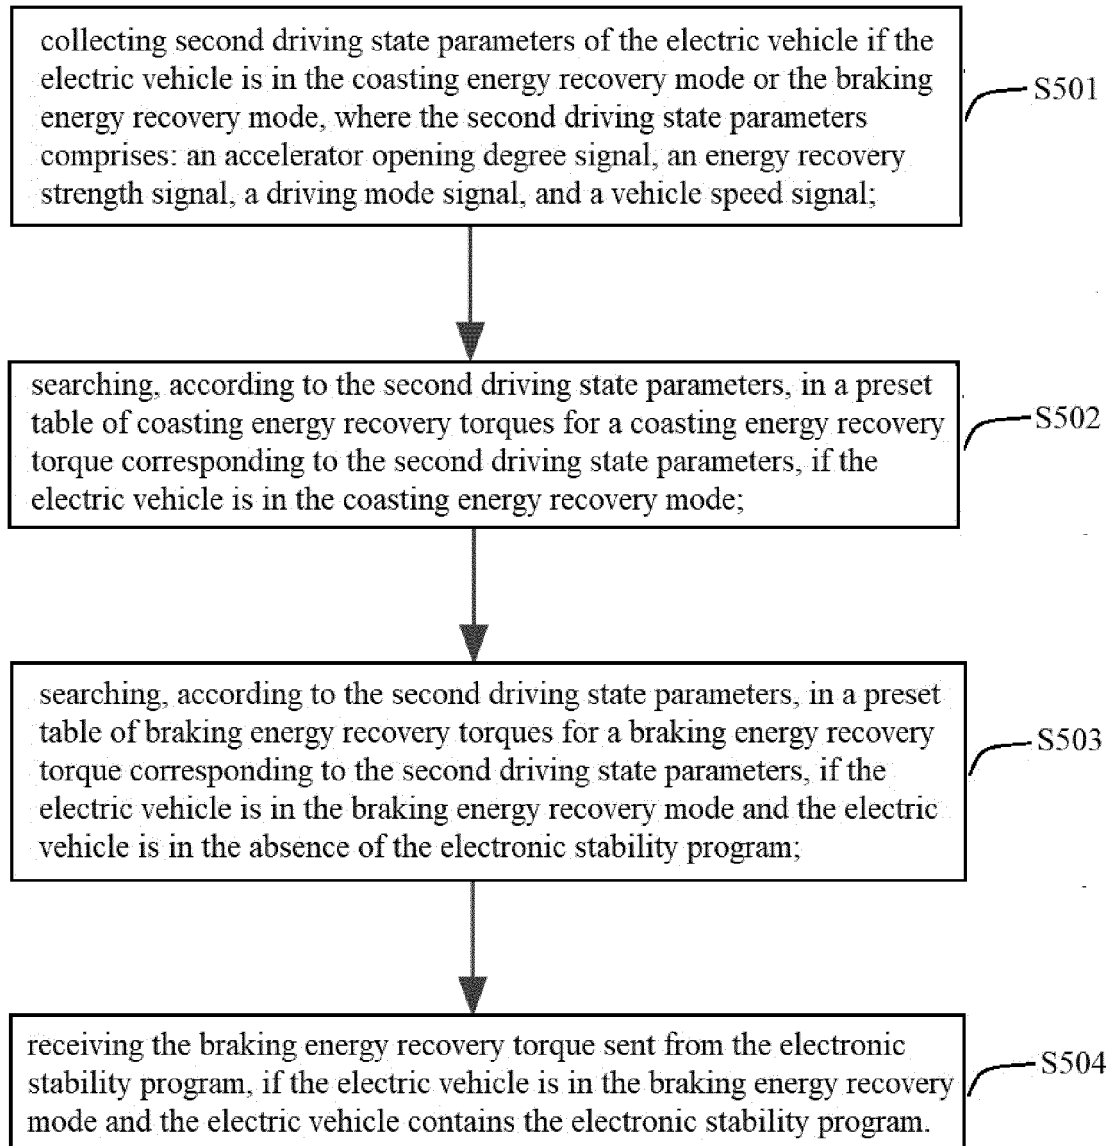 collecting second driving state parameters of the electric vehicle if the
electric vehicle is in the coasting energy recovery mode or the braking
energy recovery mode, where the second driving state parameters
comprises: an accelerator opening degree signal, an energy recovery
strength signal, a driving mode signal, and a vehicle speed signal;
S501
searching, according to the second driving state parameters, in a preset
table of coasting energy recovery torques for a coasting energy recovery
torque corresponding to the second driving state parameters, if the
electric vehicle is in the coasting energy recovery mode;
S502
searching, according to the second driving state parameters, in a preset
table of braking energy recovery torques for a braking energy recovery
torque corresponding to the second driving state parameters, if the
electric vehicle is in the braking energy recovery mode and the electric
vehicle is in the absence of the electronic stability program;
S503
receiving the braking energy recovery torque sent from the electronic
stability program, if the electric vehicle is in the braking energy recovery
mode and the electric vehicle contains the electronic stability program.
S504